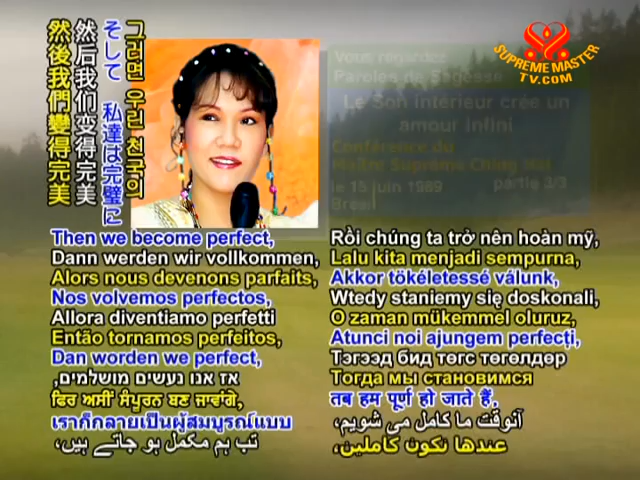 然後我們變得完美
然后我们变得完美
そして 私達は完璧に
그러면 우린 천국의
SUPREME MASTER
TV.COM
Vous regardez
Paroles de Sagesse
Le Son intérieur crée un
amour infini
Conférence du
Maître Suprême Ching Hai
le 15 juin 1989
partie 3/3
Then we become perfect,
Dann werden wir vollkommen,
Alors nous devenons parfaits,
Nos volvemos perfectos,
Allora diventiamo perfetti
Então tornamos perfeitos,
Dan worden we perfect,
אז אנו נעשים מושלמים,
ਫਿਰ ਅਸੀਂ ਸੰਪੂਰਨ ਬਣ ਜਾਵਾਂਗੇ,
เราก็กลายเป็นผู้สมบูรณ์แบบ
تب ہم مکمل ہو جاتے ہیں،
Rồi chúng ta trở nên hoàn mỹ,
Lalu kita menjadi sempurna,
Akkor tökéletessé válunk,
Wtedy staniemy się doskonali,
O zaman mükemmel oluruz,
Atunci noi ajungem perfecți,
Тэгээд бид төгс төгөлдөр
Тогда мы становимся
तब हम पूर्ण हो जाते हैं,
آنوقت ما کامل می شویم،
عندها نكون كاملين،